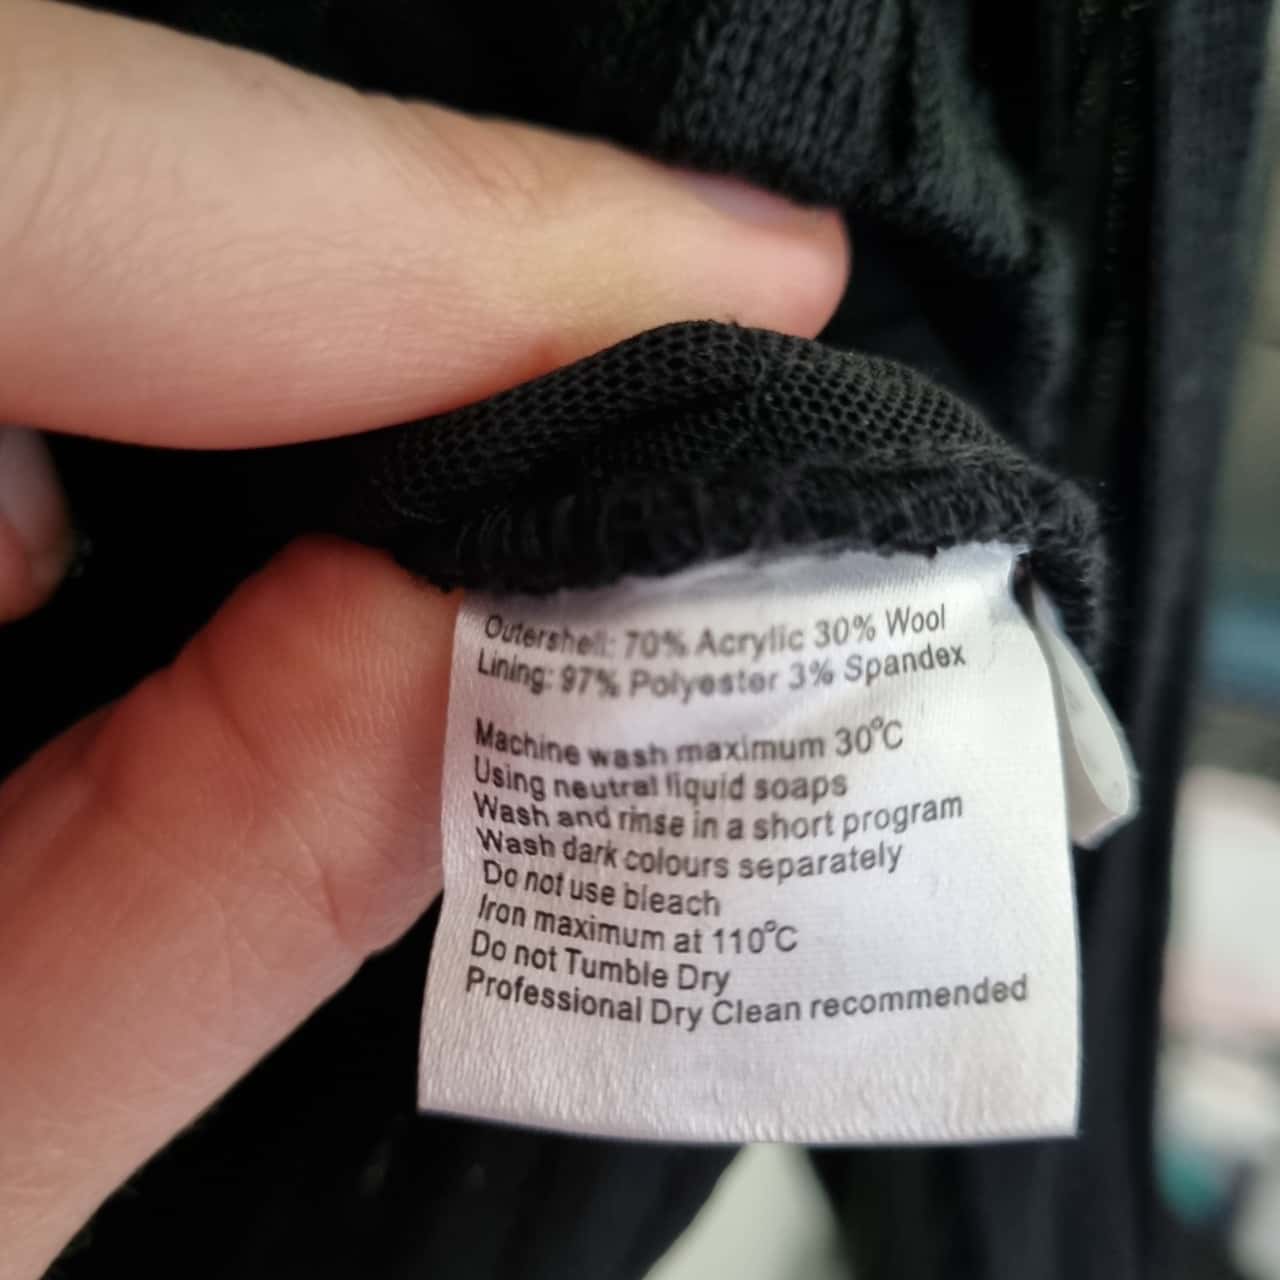 Outershell: 70% Acrylic 30% Wool
Lining: 97% Polyester 3% Spandex
Machine wash maximum 30°C
Using neutral liquid soaps
Wash and rinse in a short program
Wash dark colours separately
Do not use bleach
Iron maximum at 110°C
Do not Tumble Dry
Professional Dry Clean recommended